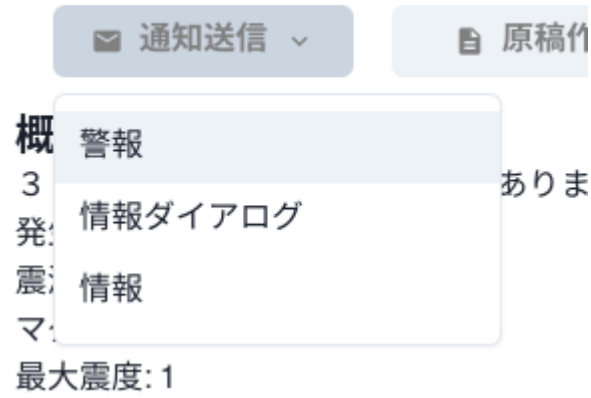 通知送信
原稿作
概
警報
３
ありま
情報ダイアログ
発
震
情報
マ
最大震度: 1